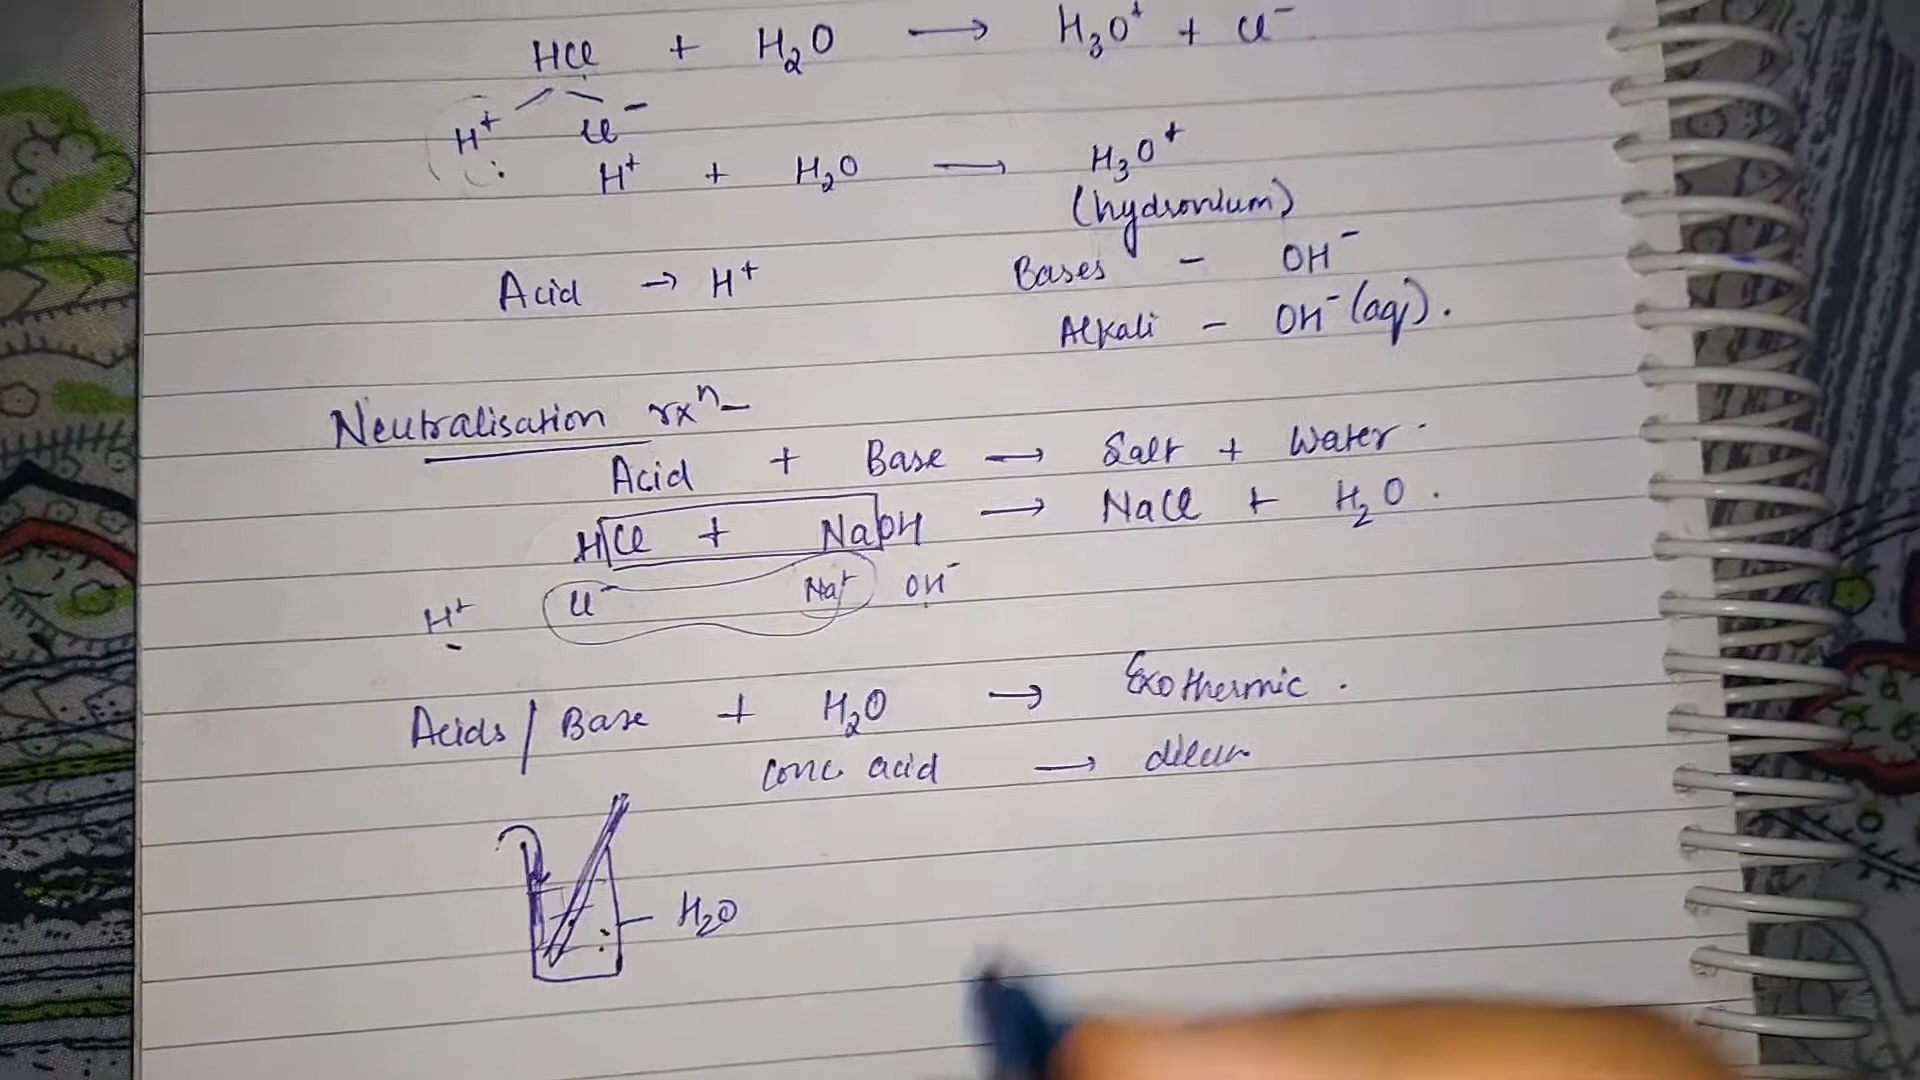 HCl + H₂O → H₃O⁺ + Cl⁻
H⁺ Cl⁻
H⁺ + H₂O → H₃O⁺
(hydronium)
Acid → H⁺
Bases - OH⁻
Alkali - OH⁻(aq).
Neutralisation rxⁿ-
Acid + Base → Salt + Water.
HCl + NaOH → NaCl + H₂O.
H⁺ Cl⁻ Na⁺ OH⁻
Acids / Base + H₂O → Exothermic.
conc acid →
H₂O